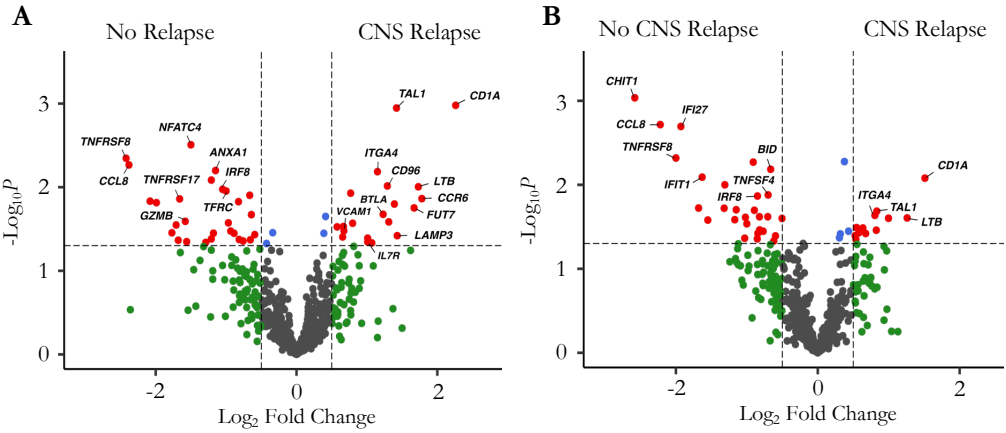 A
No Relapse
CNS Relapse
-Log10P
3
2
1
0
TAL1
CD1A
NFATC4
TNFRSF8
ANXA1
ITGA4
CCL8
IRF8
CD96
LTB
TNFRSF17
BTLA
CCR6
GZMB
TFRC
VCAM1
FUT7
LAMP3
IL7R
-2
0
2
Log2 Fold Change
B
No CNS Relapse
CNS Relapse
-Log10P
3
2
1
0
CHIT1
IFI27
CCL8
TNFRSF8
BID
CD1A
IFIT1
TNFSF4
IRF8
ITGA4
TAL1
LTB
-2
0
2
Log2 Fold Change